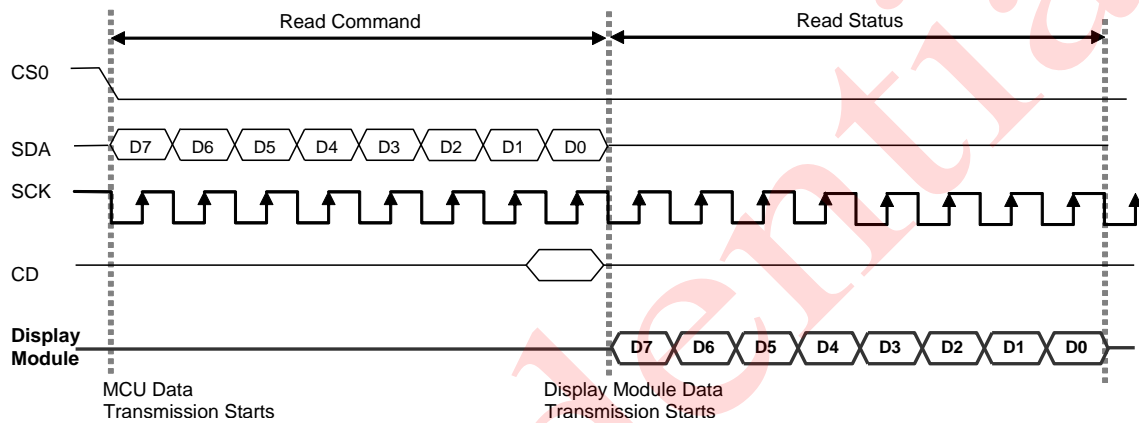 Read Command
Read Status
CS0
SDA
D7 D6 D5 D4 D3 D2 D1 D0
SCK
CD
Display
Module
D7 D6 D5 D4 D3 D2 D1 D0
MCU Data
Transmission Starts
Display Module Data
Transmission Starts
dentia